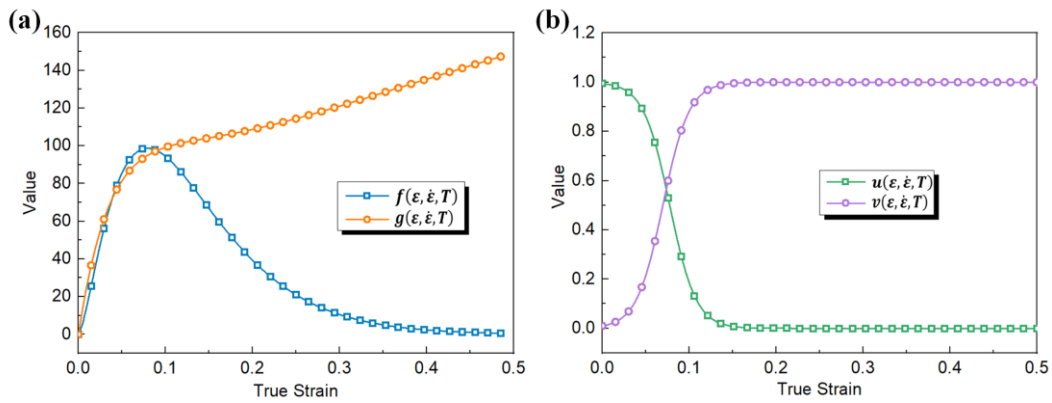 (a)
160
140
120
100
80
60
40
20
0
Value
0.0
0.1
0.2
0.3
0.4
0.5
True Strain
f(ε, ε̇, T)
g(ε, ε̇, T)
(b)
1.2
1.0
0.8
0.6
0.4
0.2
0.0
Value
0.0
0.1
0.2
0.3
0.4
0.5
True Strain
u(ε, ε̇, T)
v(ε, ε̇, T)